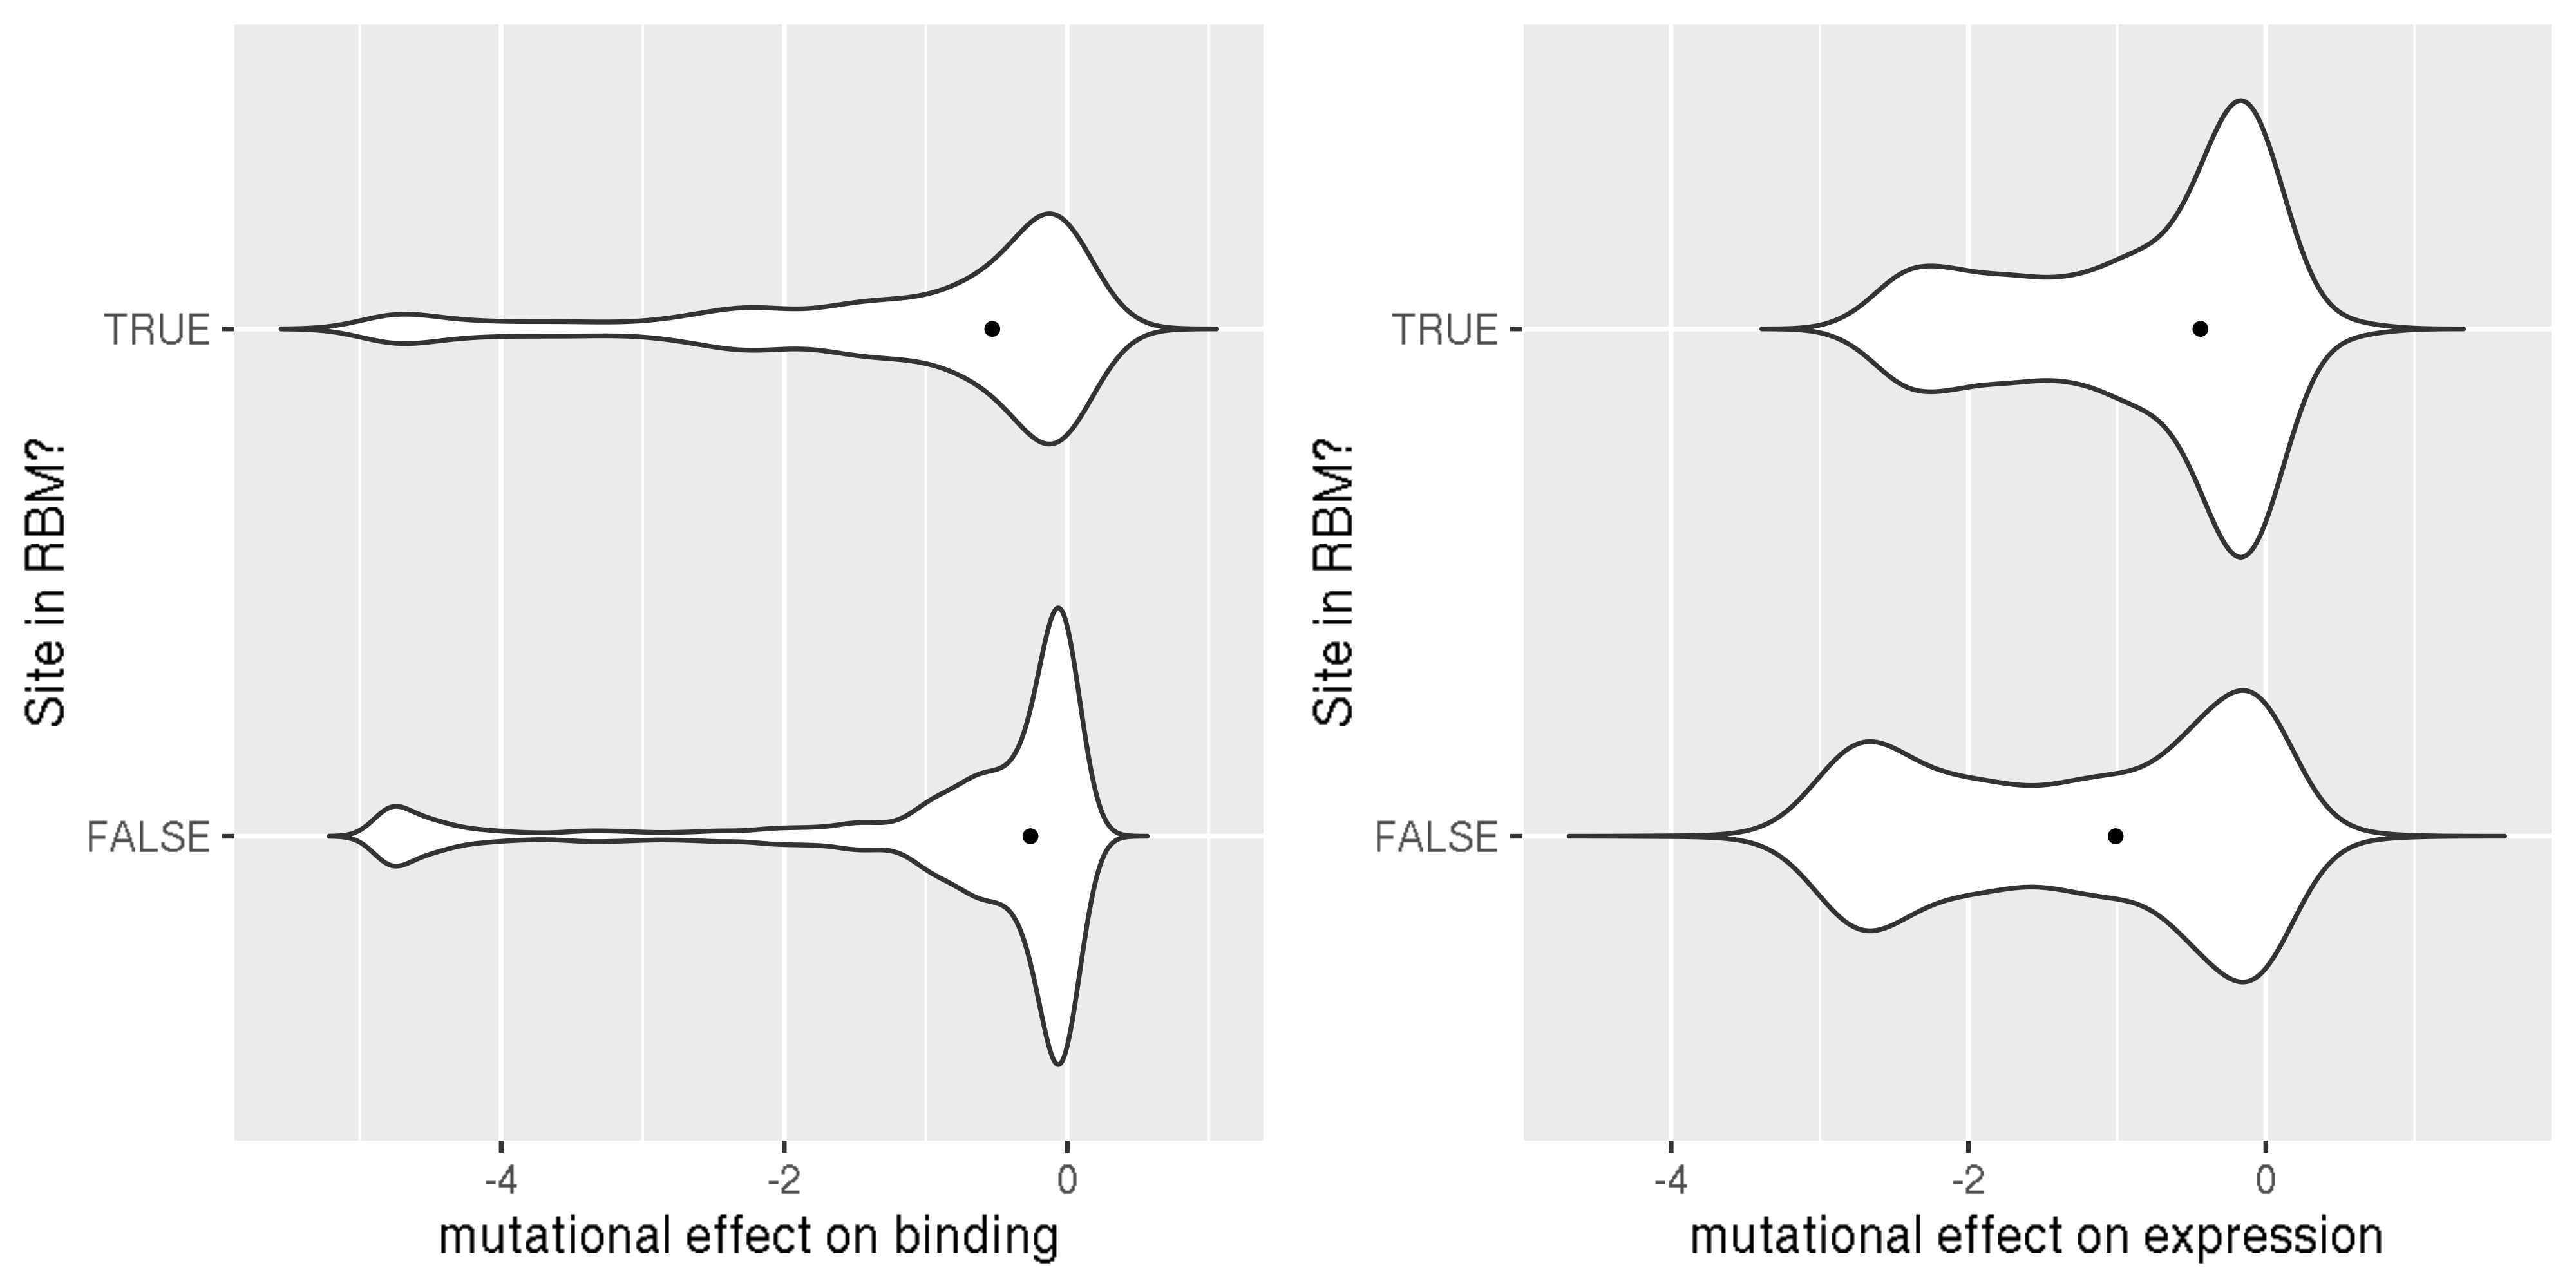 Site in RBM?
TRUE
FALSE
-4 -2 0
mutational effect on binding
Site in RBM?
TRUE
FALSE
-4 -2 0
mutational effect on expression